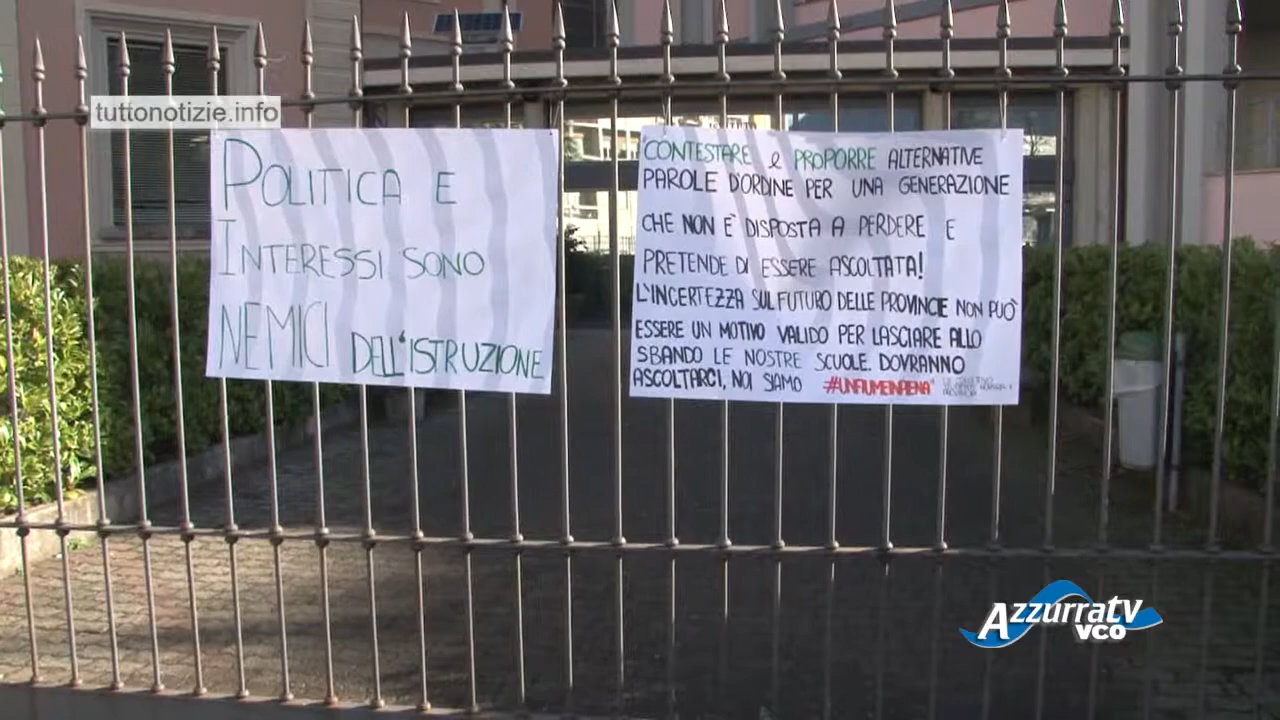 tuttonotizie.info
POLITICA E
INTERESSI SONO
NEMICI DELL'ISTRUZIONE
CONTESTARE e PROPORRE ALTERNATIVE
PAROLE D'ORDINE PER UNA GENERAZIONE
CHE NON È DISPOSTA A PERDERE E
PRETENDE DI ESSERE ASCOLTATA!
L'INCERTEZZA SUL FUTURO DELLE PROVINCIE NON PUÒ
ESSERE UN MOTIVO VALIDO PER LASCIARE ALLO
SBANDO LE NOSTRE SCUOLE. DOVRANNO
ASCOLTARCI, NOI SIAMO #UNFIUMEINPIENA
AZZURRATV
VCO